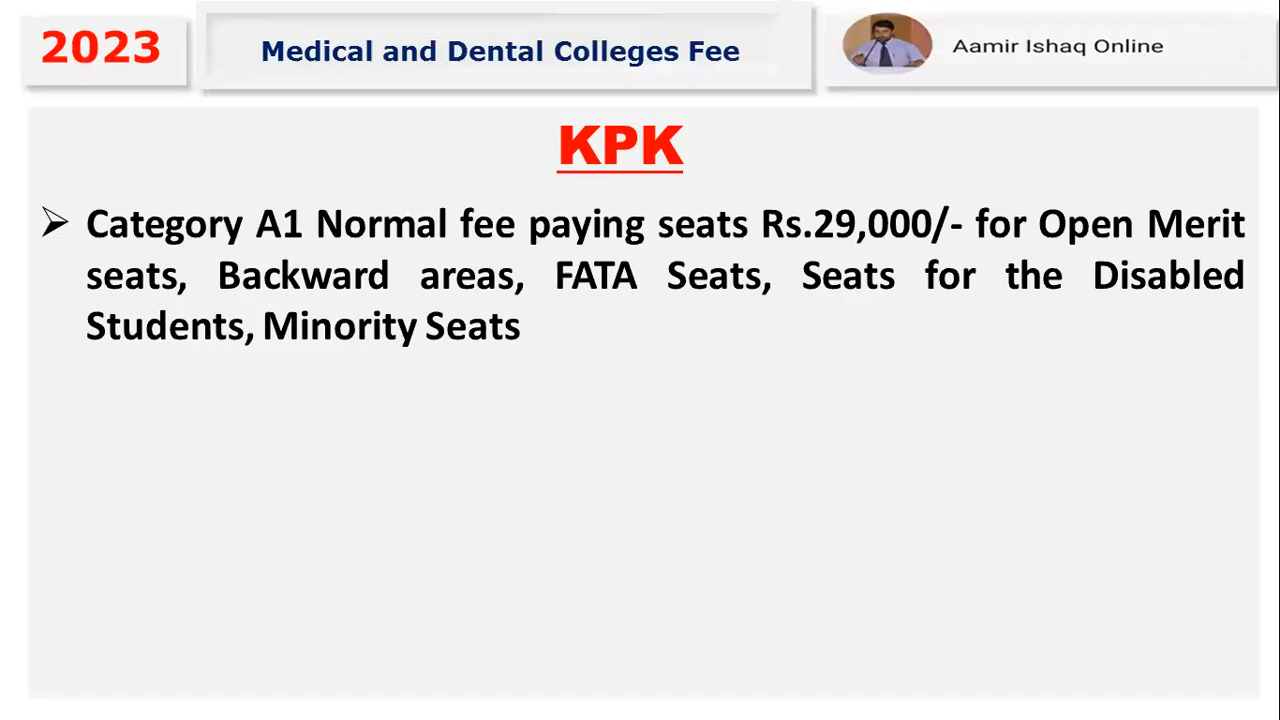 2023
Medical and Dental Colleges Fee
Aamir Ishaq Online
KPK
➢ Category A1 Normal fee paying seats Rs.29,000/- for Open Merit
seats, Backward areas, FATA Seats, Seats for the Disabled
Students, Minority Seats